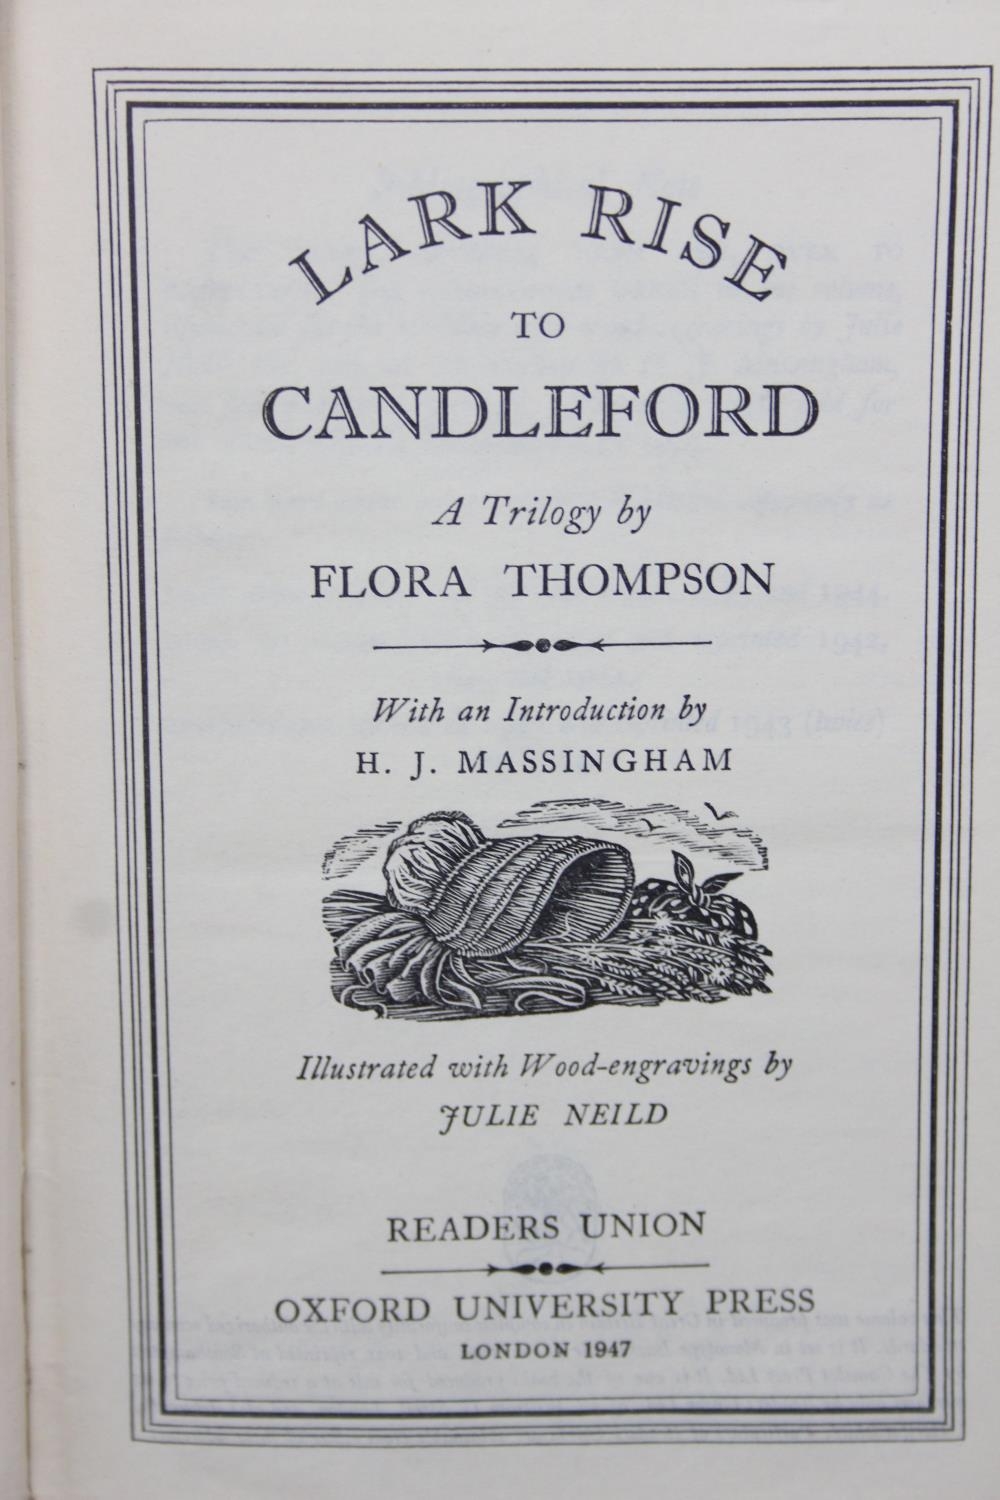 LARK RISE
TO
CANDLEFORD
A Trilogy by
FLORA THOMPSON
With an Introduction by
H. J. MASSINGHAM
Illustrated with Wood-engravings by
JULIE NEILD
READERS UNION
OXFORD UNIVERSITY PRESS
LONDON 1947